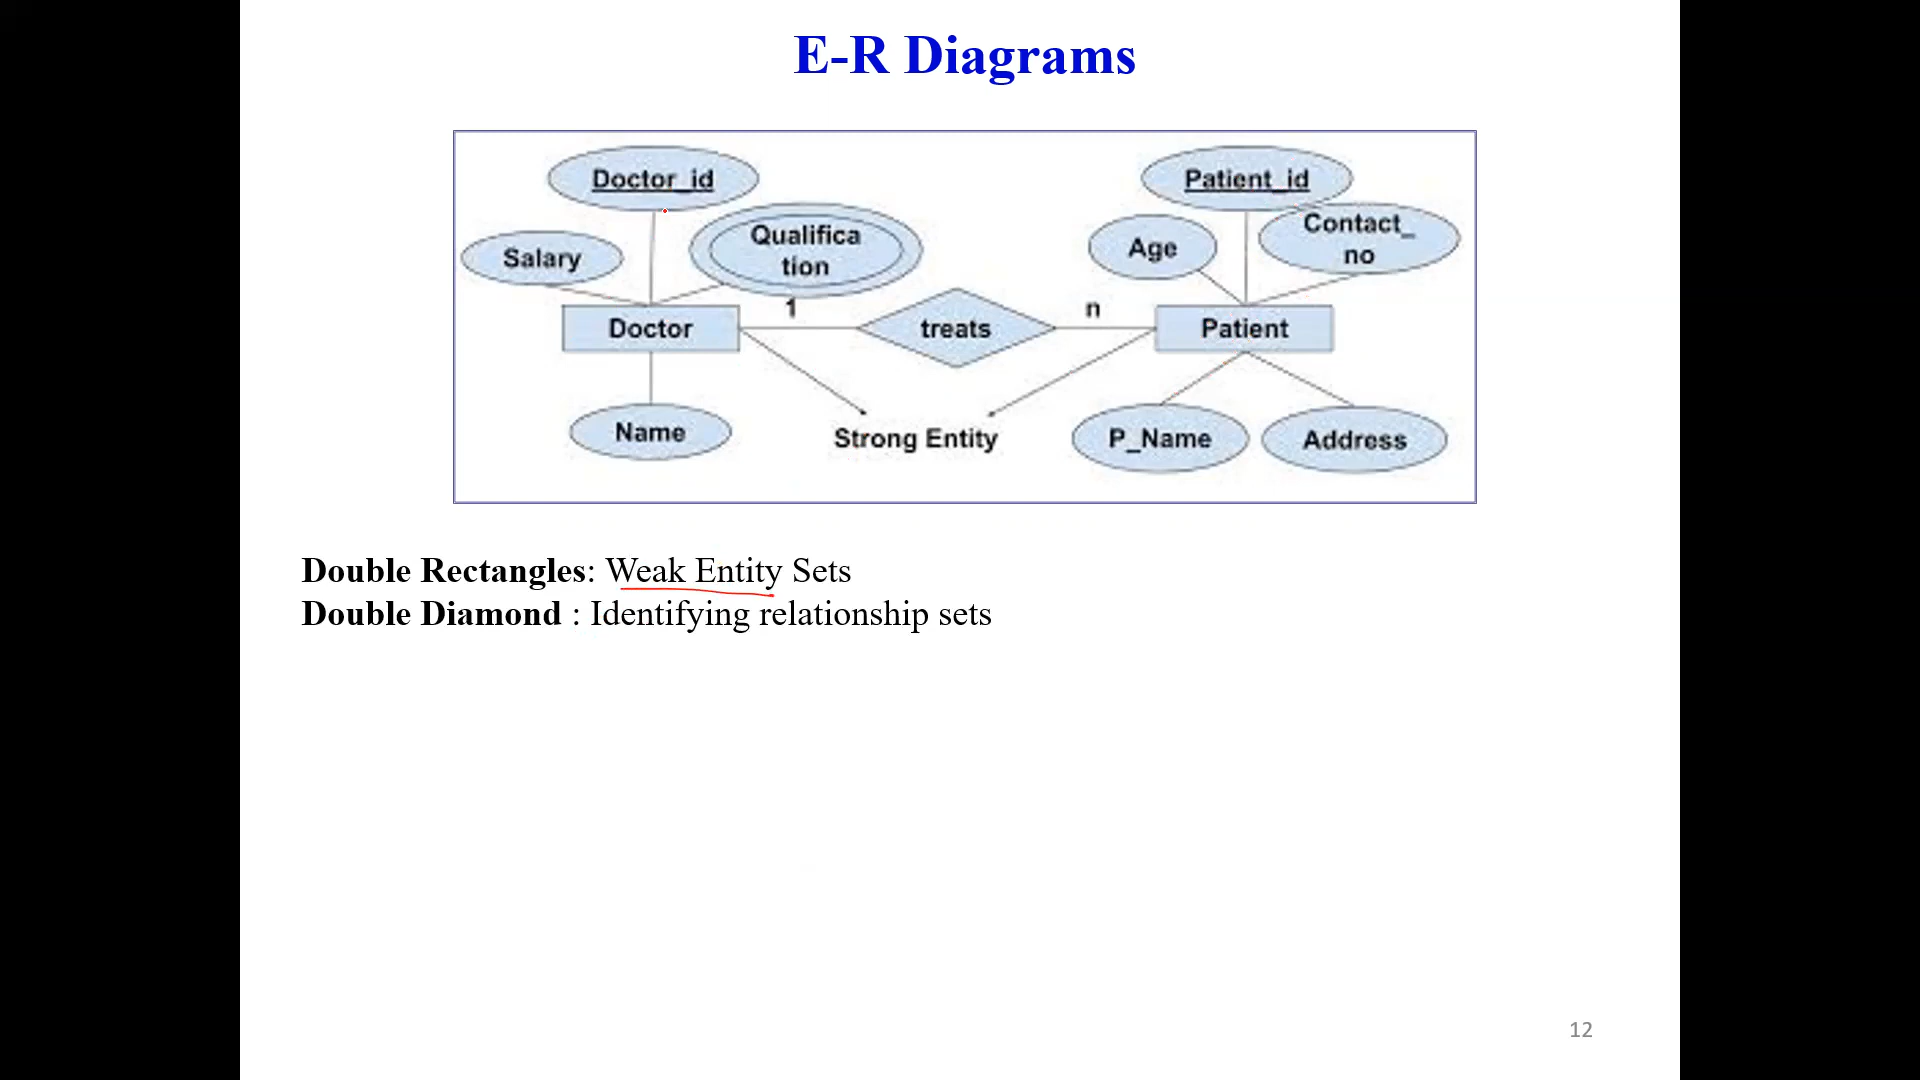 E-R Diagrams
Doctor_id
Patient_id
Salary
Qualifica
tion
Age
Contact_
no
1
n
Doctor
treats
Patient
Name
Strong Entity
P_Name
Address
Double Rectangles: Weak Entity Sets
Double Diamond : Identifying relationship sets
12